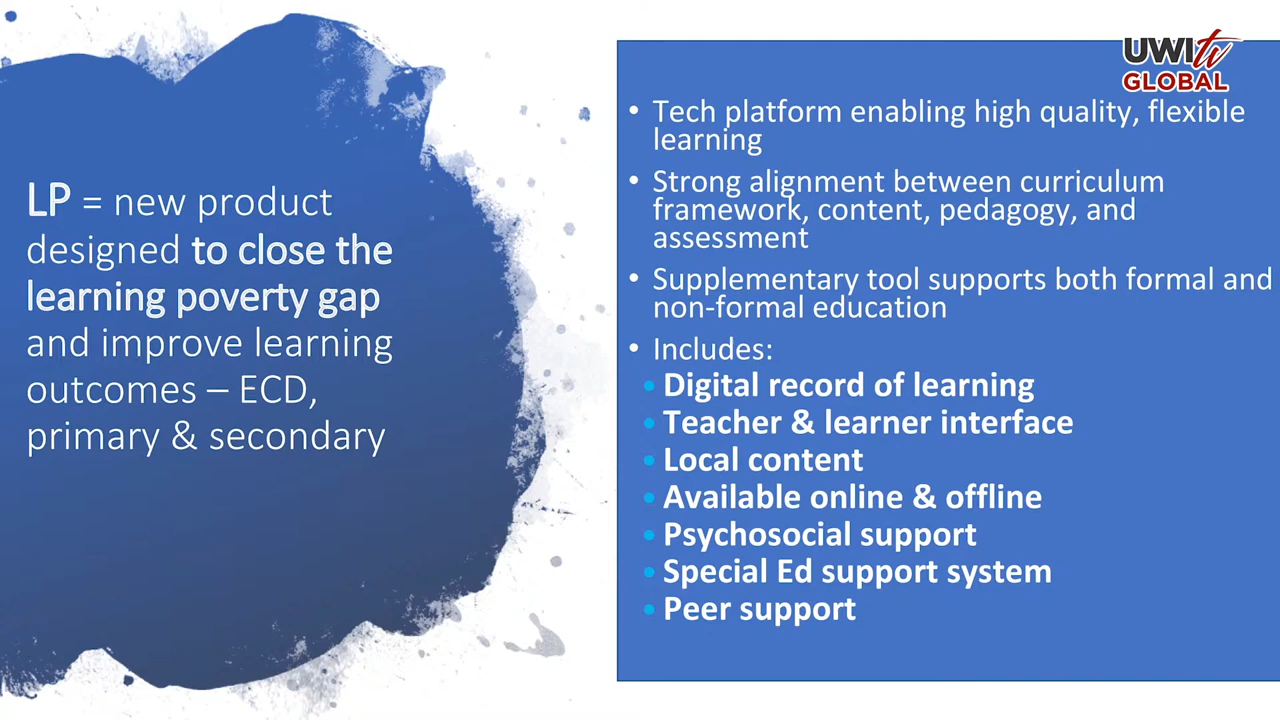 LP = new product
designed to close the
learning poverty gap
and improve learning
outcomes – ECD,
primary & secondary
UWItv
GLOBAL
• Tech platform enabling high quality, flexible
learning
• Strong alignment between curriculum
framework, content, pedagogy, and
assessment
• Supplementary tool supports both formal and
non-formal education
• Includes:
• Digital record of learning
• Teacher & learner interface
• Local content
• Available online & offline
• Psychosocial support
• Special Ed support system
• Peer support